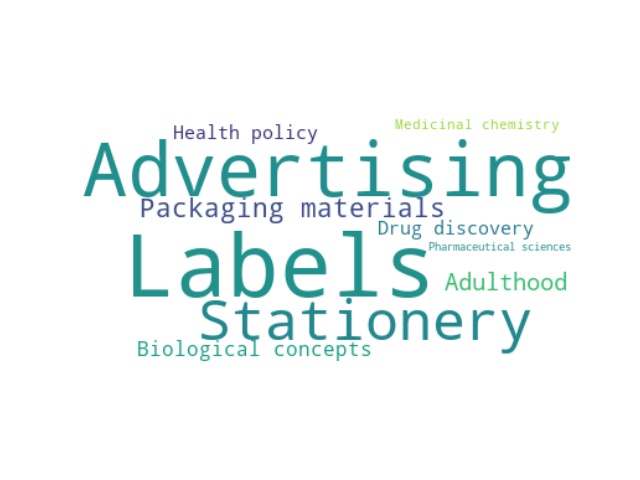 Medicinal chemistry
Health policy
Advertising
Packaging materials
Drug discovery
Pharmaceutical sciences
Labels
Adulthood
Stationery
Biological concepts